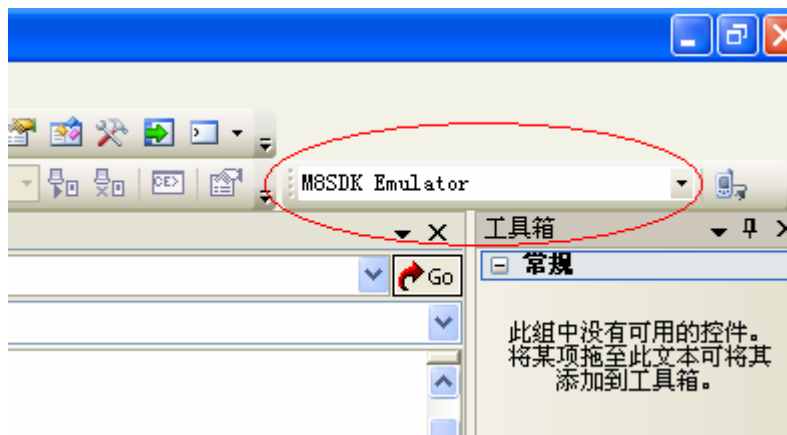 CE>
M8SDK Emulator
工具箱
Go
常规
此组中没有可用的控件。
将某项拖至此文本可将其
添加到工具箱。